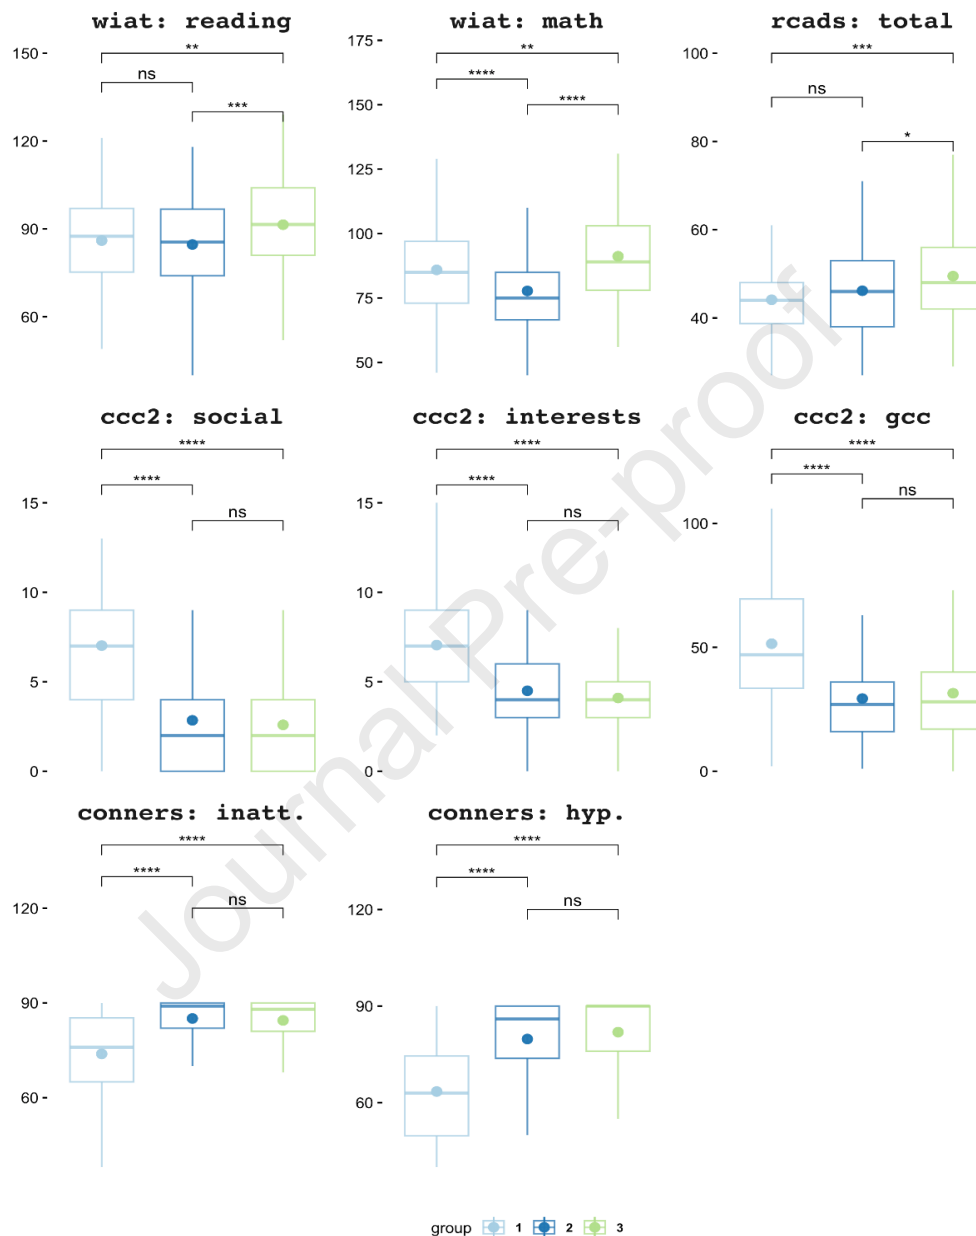 wiat: reading
wiat: math
rcads: total
150 -
120 -
90 -
60 -
**
ns
***
175 -
150 -
125 -
100 -
75 -
50 -
**
****
****
100 -
80 -
60 -
40 -
***
ns
*
ccc2: social
ccc2: interests
ccc2: gcc
15 -
10 -
5 -
0 -
****
****
ns
15 -
10 -
5 -
0 -
****
****
ns
100 -
50 -
0 -
****
****
ns
conners: inatt.
conners: hyp.
120 -
90 -
60 -
****
****
ns
120 -
90 -
60 -
****
****
ns
Journal Pre-proof
group 1 2 3